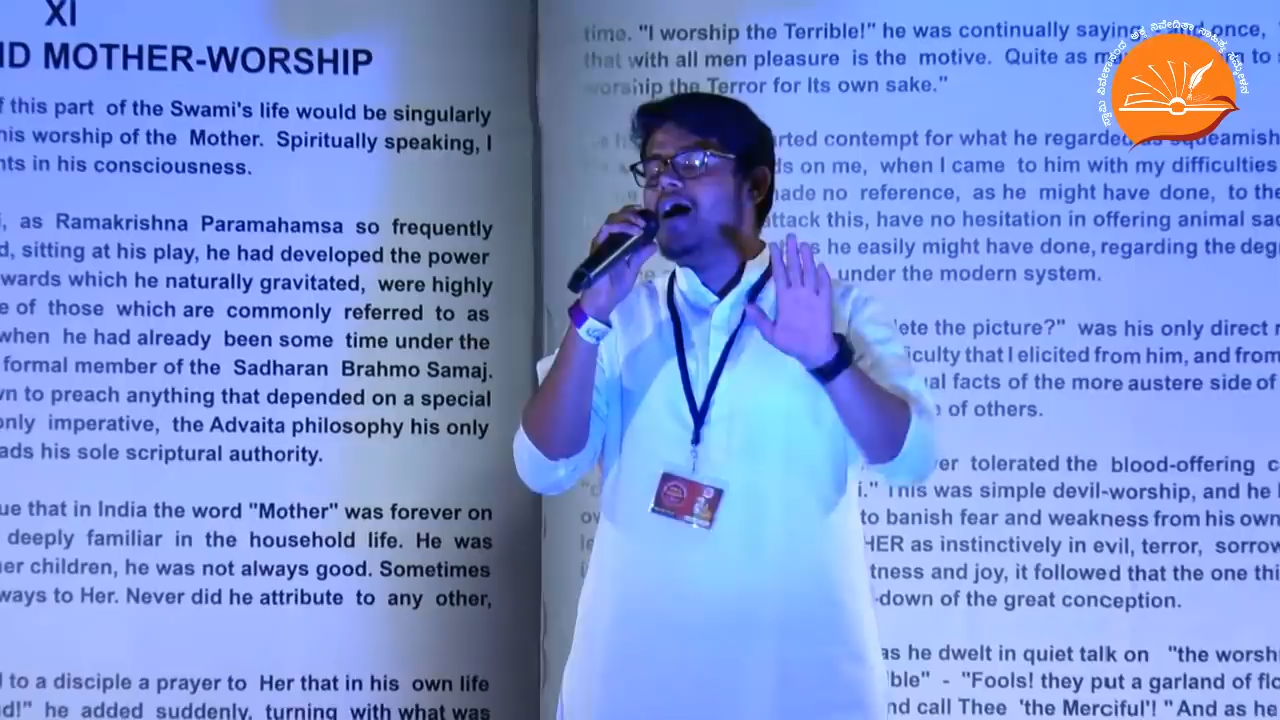 XI
ND MOTHER-WORSHIP
f this part of the Swami's life would be singularly
his worship of the Mother. Spiritually speaking, I
nts in his consciousness.
i, as Ramakrishna Paramahamsa so frequently
d, sitting at his play, he had developed the power
wards which he naturally gravitated, were highly
e of those which are commonly referred to as
when he had already been some time under the
formal member of the Sadharan Brahmo Samaj.
wn to preach anything that depended on a special
only imperative, the Advaita philosophy his only
ads his sole scriptural authority.
ue that in India the word "Mother" was forever on
deeply familiar in the household life. He was
her children, he was not always good. Sometimes
ways to Her. Never did he attribute to any other,
l to a disciple a prayer to Her that in his own life
d!" he added suddenly, turning with what was
time. "I worship the Terrible!" he was continually saying, and once,
that with all men pleasure is the motive. Quite as to
worship the Terror for Its own sake."
rted contempt for what he regarded as squeamish
ds on me, when I came to him with my difficulties
made no reference, as he might have done, to the
attack this, have no hesitation in offering animal sac
as he easily might have done, regarding the deg
under the modern system.
lete the picture?" was his only direct r
iculty that I elicited from him, and from
al facts of the more austere side of
of others.
ver tolerated the blood-offering c
i." This was simple devil-worship, and he
to banish fear and weakness from his own
HER as instinctively in evil, terror, sorrow
tness and joy, it followed that the one thi
-down of the great conception.
as he dwelt in quiet talk on "the worsh
ible" - "Fools! they put a garland of flo
nd call Thee 'the Merciful'!" And as he
ಸ್ವಾಮಿ ವಿವೇಕಾನಂದ ಅಕ್ಕ ನಿವೇದಿತಾ ಸಾಹಿತ್ಯ ಸಮ್ಮೇಳನ